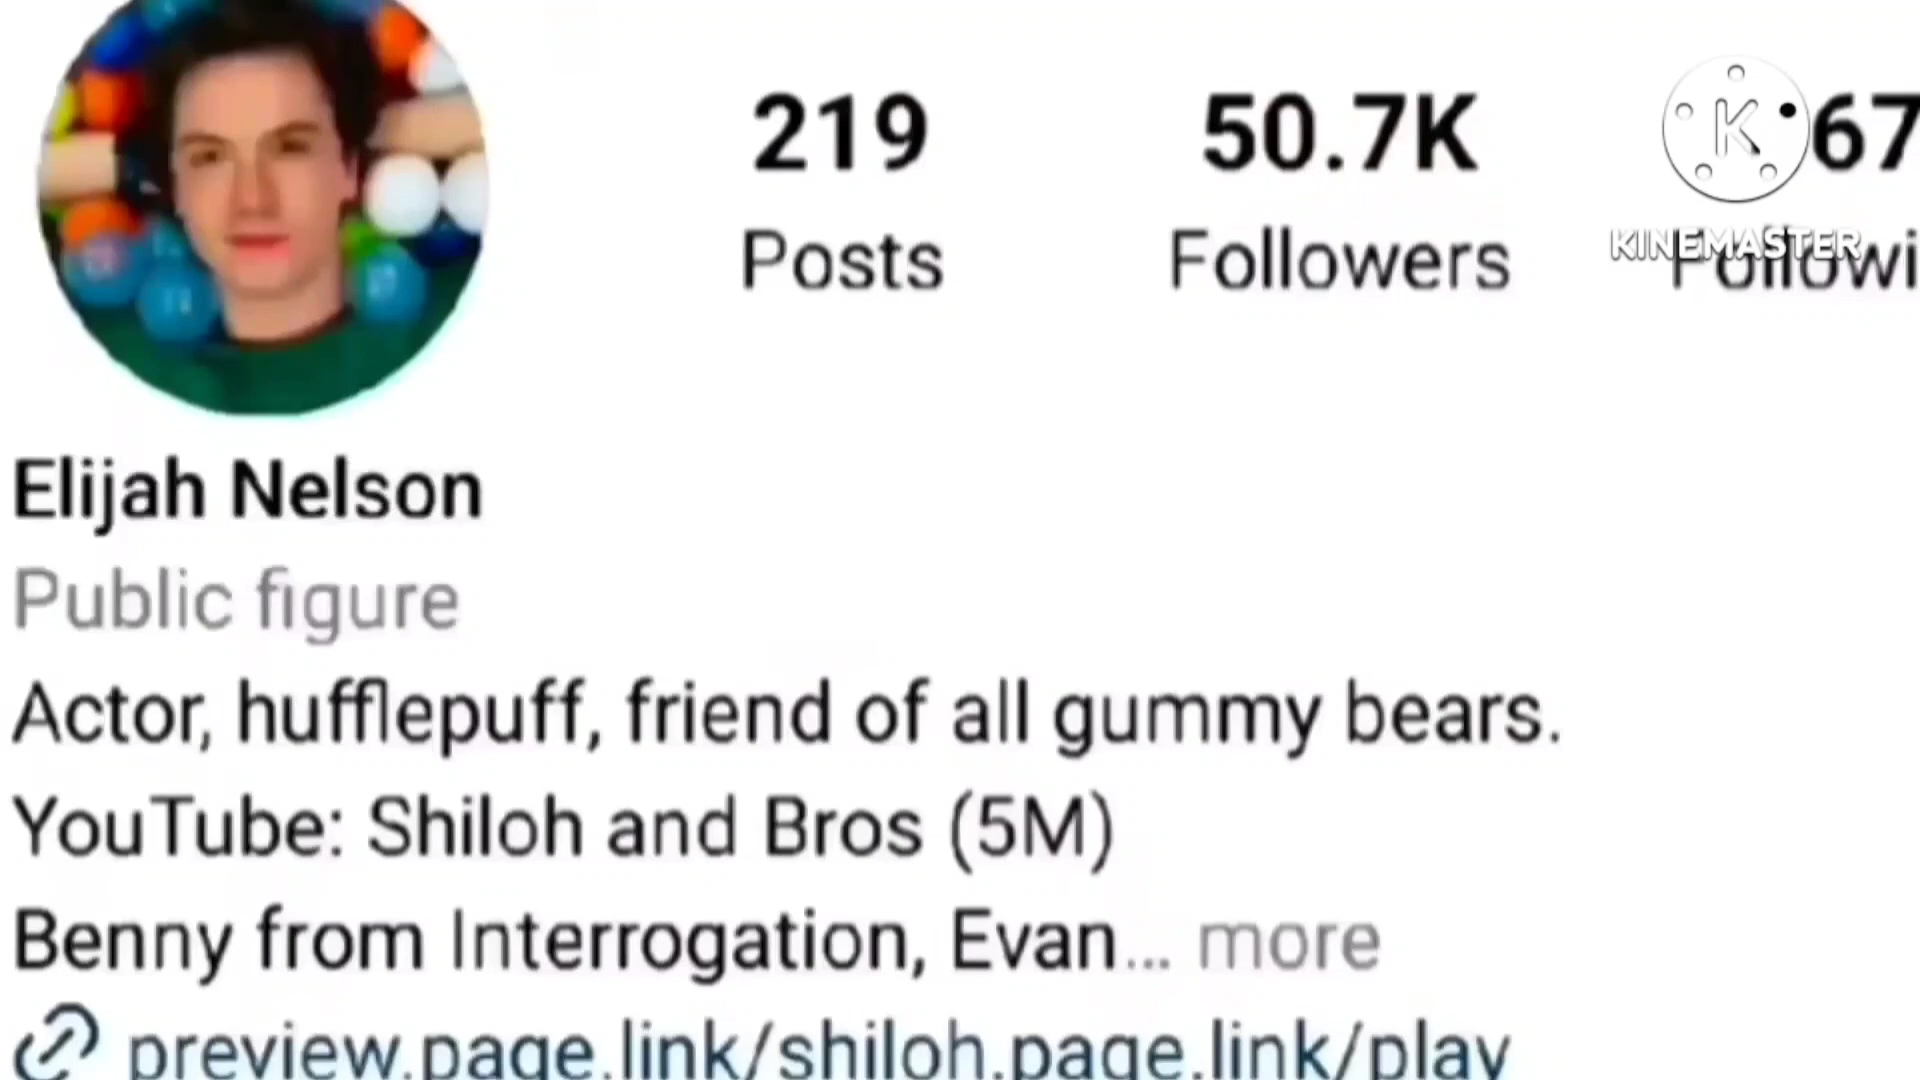 219 50.7K 67
Posts Followers Followi
K
KINEMASTER
Elijah Nelson
Public figure
Actor, hufflepuff, friend of all gummy bears.
YouTube: Shiloh and Bros (5M)
Benny from Interrogation, Evan... more
preview.page.link/shiloh.page.link/play